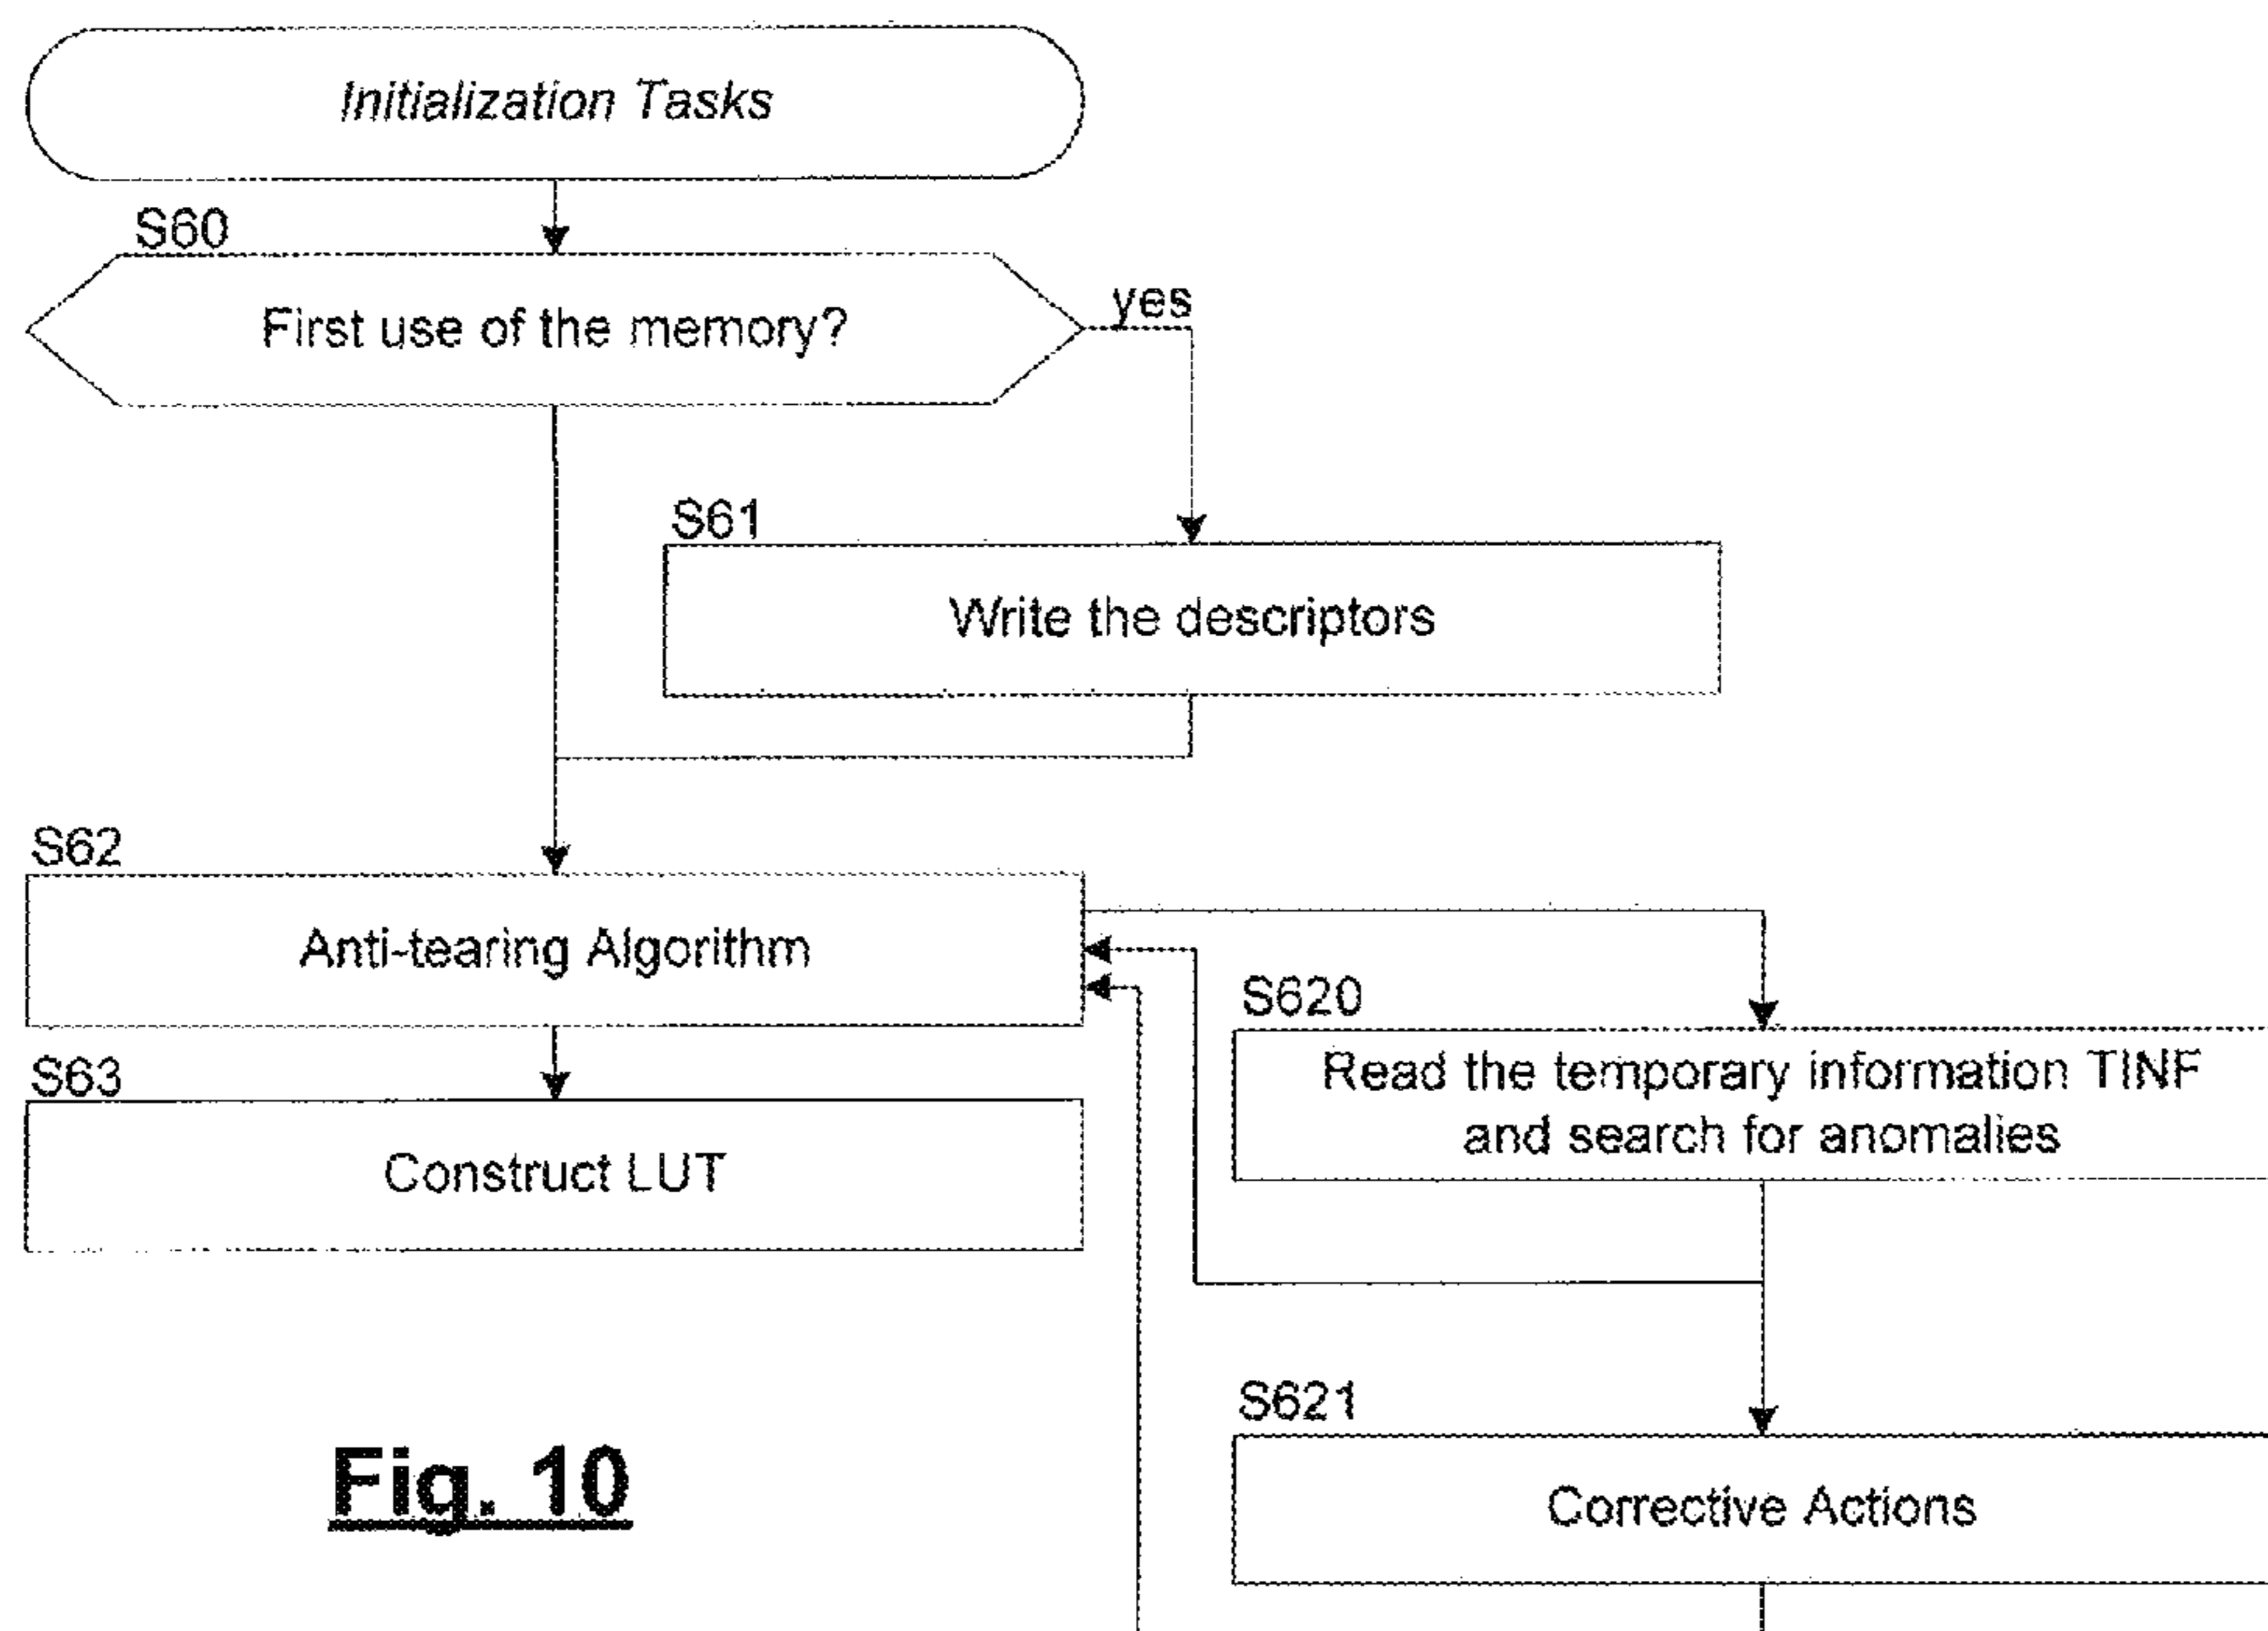 Initialization Tasks
S60
First use of the memory?
yes
S61
Write the descriptors
S62
Anti-tearing Algorithm
S620
Read the temporary information TINF
and search for anomalies
S63
Construct LUT
S621
Corrective Actions
Fig. 10